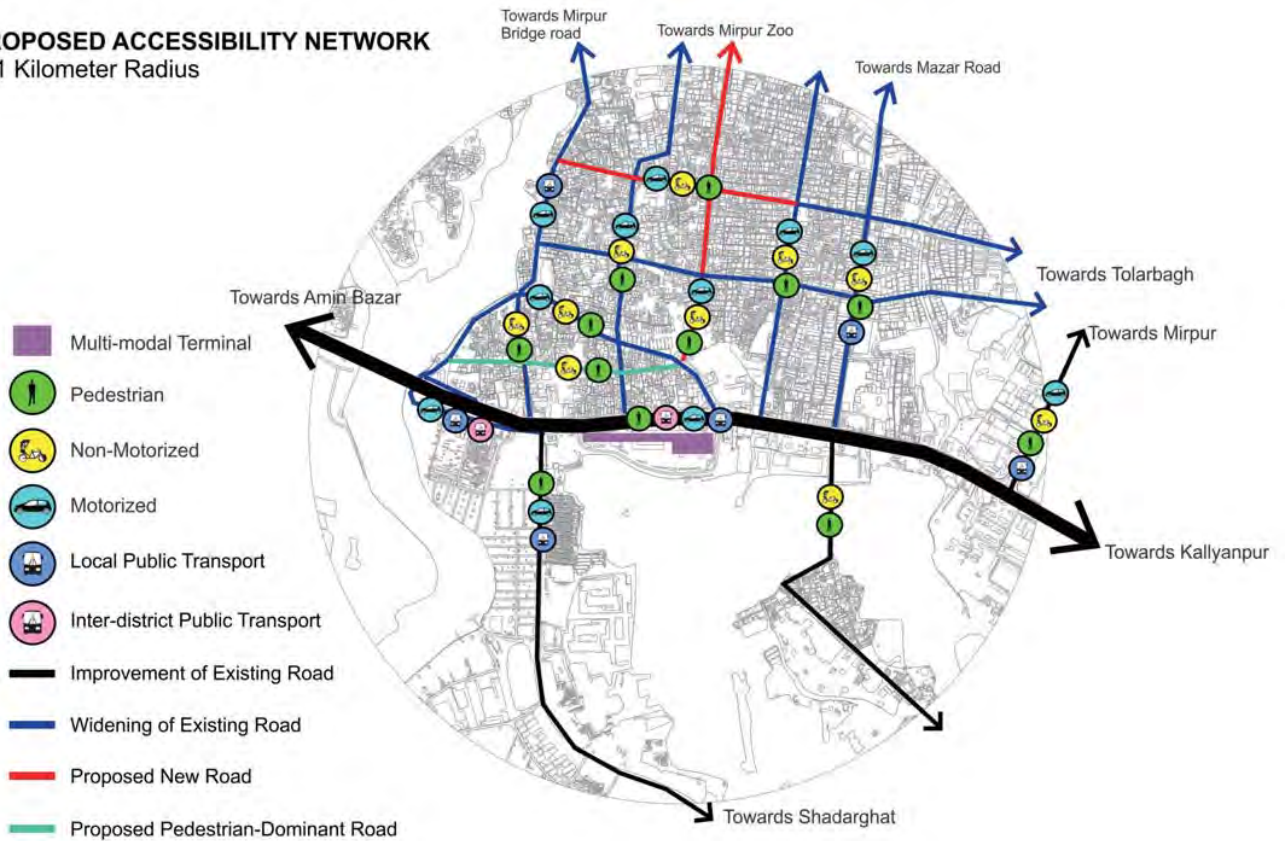 ROPOSED ACCESSIBILITY NETWORK
1 Kilometer Radius
Towards Mirpur
Bridge road
Towards Mirpur Zoo
Towards Mazar Road
Towards Tolarbagh
Towards Amin Bazar
Towards Mirpur
Multi-modal Terminal
Pedestrian
Non-Motorized
Motorized
Local Public Transport
Inter-district Public Transport
Improvement of Existing Road
Widening of Existing Road
Proposed New Road
Proposed Pedestrian-Dominant Road
Towards Kallyanpur
Towards Shadarghat